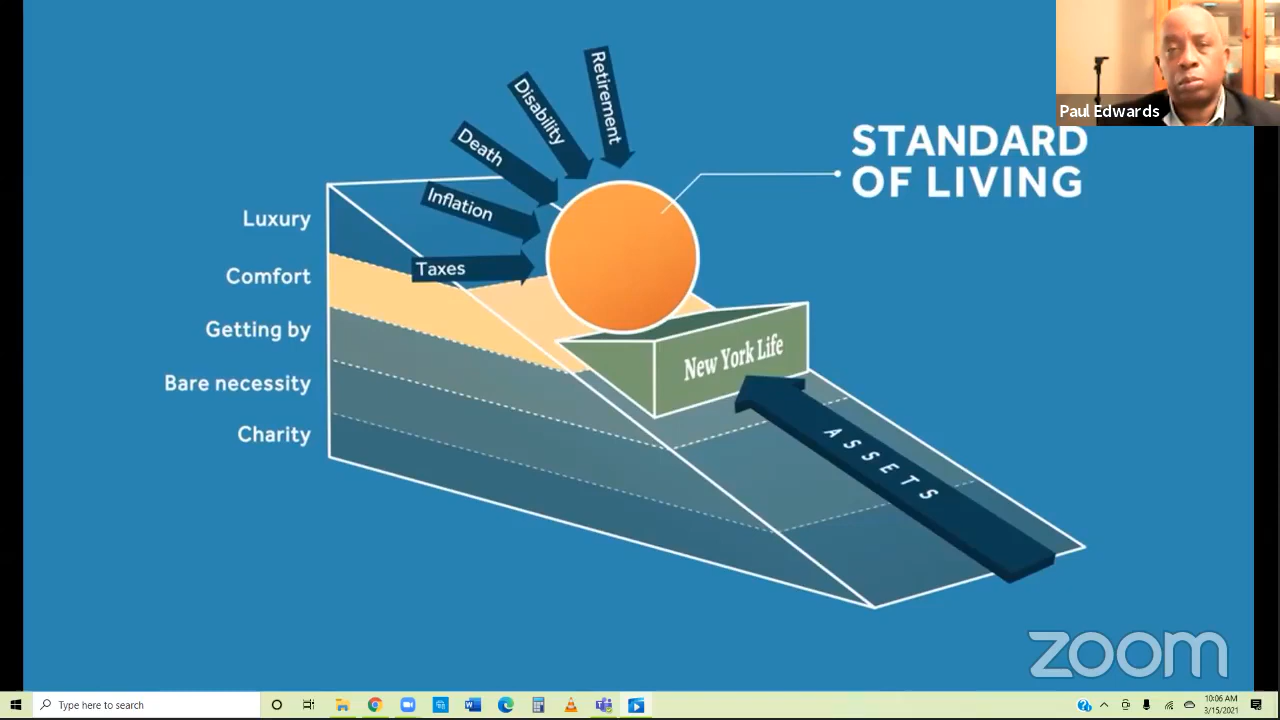 Paul Edwards
Retirement
Disability
Death
Inflation
Taxes
STANDARD
OF LIVING
Luxury
Comfort
Getting by
Bare necessity
Charity
New York Life
ASSETS
zoom
Type here to search
10:06 AM
3/15/2021